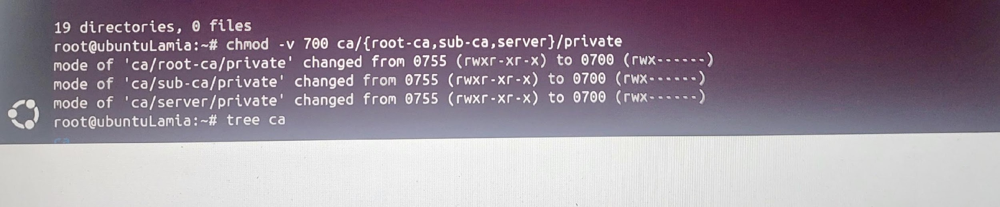 19 directories, 0 files
root@ubuntuLamia:~# chmod -v 700 ca/{root-ca,sub-ca,server}/private
mode of 'ca/root-ca/private' changed from 0755 (rwxr-xr-x) to 0700 (rwx------)
mode of 'ca/sub-ca/private' changed from 0755 (rwxr-xr-x) to 0700 (rwx------)
mode of 'ca/server/private' changed from 0755 (rwxr-xr-x) to 0700 (rwx------)
root@ubuntuLamia:~# tree ca
ca